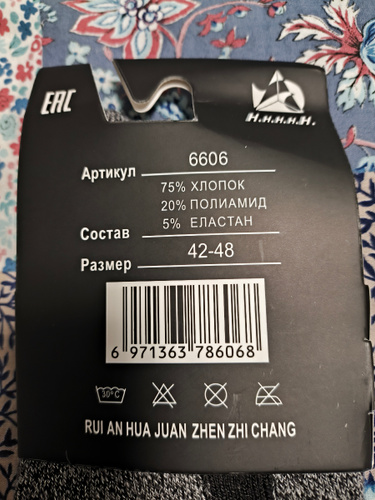 EAC
Н.и.н.и.Н.
Артикул 6606
75% ХЛОПОК
20% ПОЛИАМИД
Состав 5% ЕЛАСТАН
Размер 42-48
6 971363 786068
30°C
RUI AN HUA JUAN ZHEN ZHI CHANG